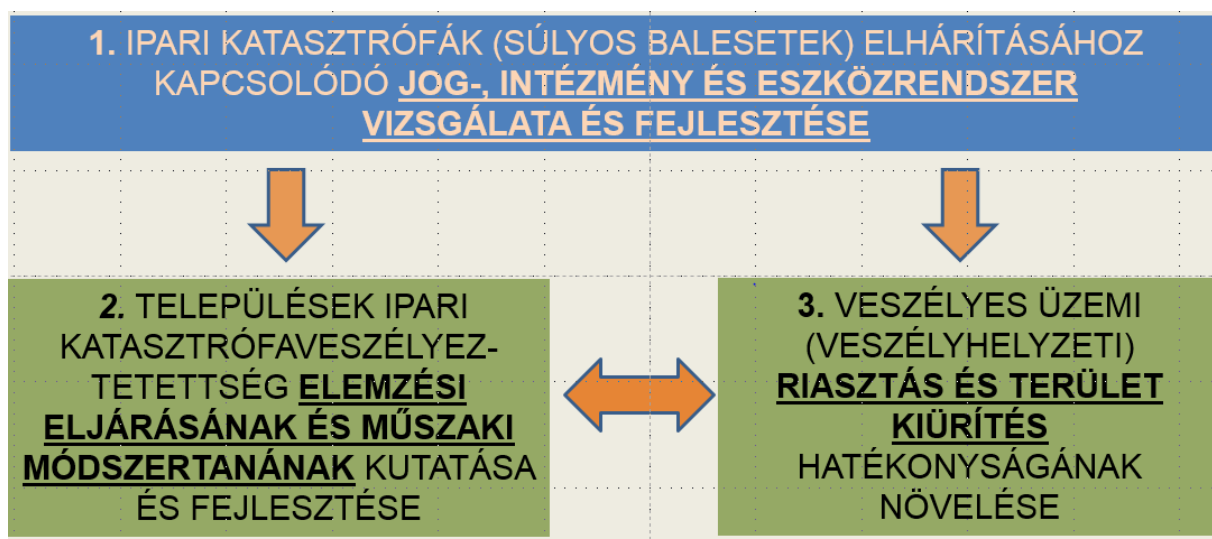 1. IPARI KATASZTRÓFÁK (SÚLYOS BALESETEK) ELHÁRÍTÁSÁHOZ
KAPCSOLÓDÓ JOG-, INTÉZMÉNY ÉS ESZKÖZRENDSZER
VIZSGÁLATA ÉS FEJLESZTÉSE
2. TELEPÜLÉSEK IPARI
KATASZTRÓFAVESZÉLYEZ-
TETETTSÉG ELEMZÉSI
ELJÁRÁSÁNAK ÉS MŰSZAKI
MÓDSZERTANÁNAK KUTATÁSA
ÉS FEJLESZTÉSE
3. VESZÉLYES ÜZEMI
(VESZÉLYHELYZETI)
RIASZTÁS ÉS TERÜLET
KIÜRÍTÉS
HATÉKONYSÁGÁNAK
NÖVELÉSE